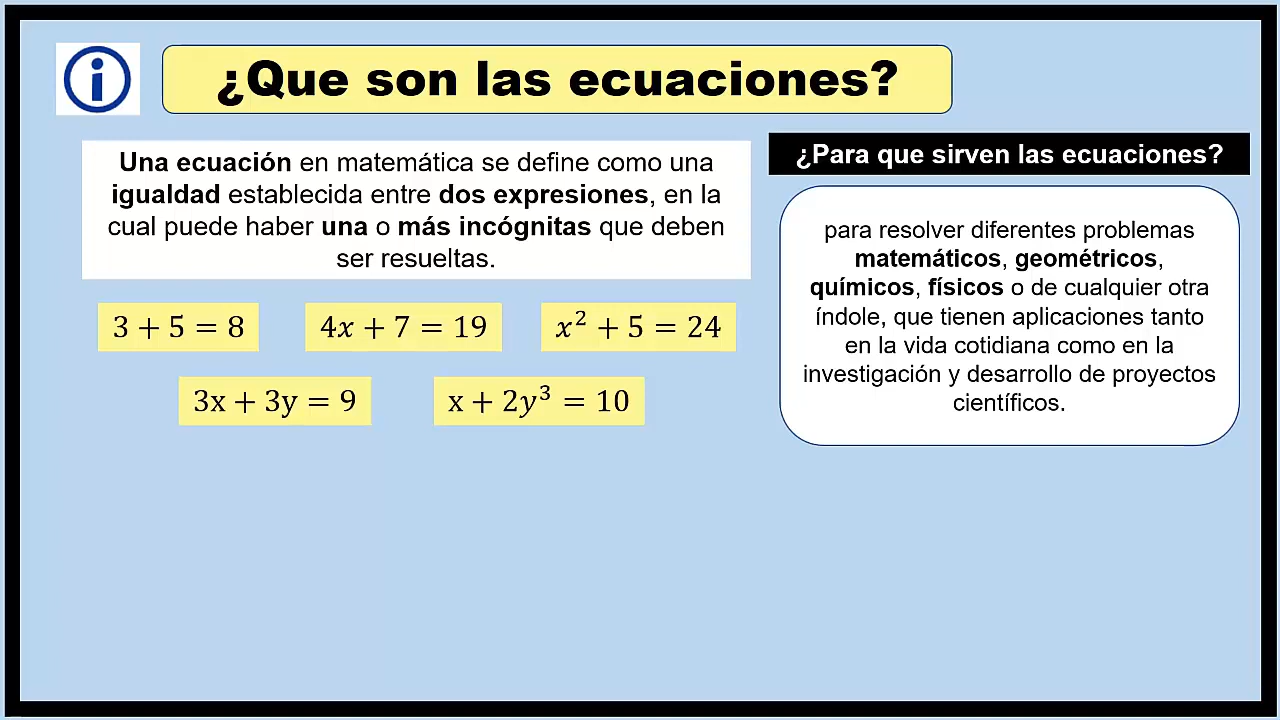 ¿Que son las ecuaciones?
Una ecuación en matemática se define como una
igualdad establecida entre dos expresiones, en la
cual puede haber una o más incógnitas que deben
ser resueltas.
3 + 5 = 8
4x + 7 = 19
x² + 5 = 24
3x + 3y = 9
x + 2y³ = 10
¿Para que sirven las ecuaciones?
para resolver diferentes problemas
matemáticos, geométricos,
químicos, físicos o de cualquier otra
índole, que tienen aplicaciones tanto
en la vida cotidiana como en la
investigación y desarrollo de proyectos
científicos.